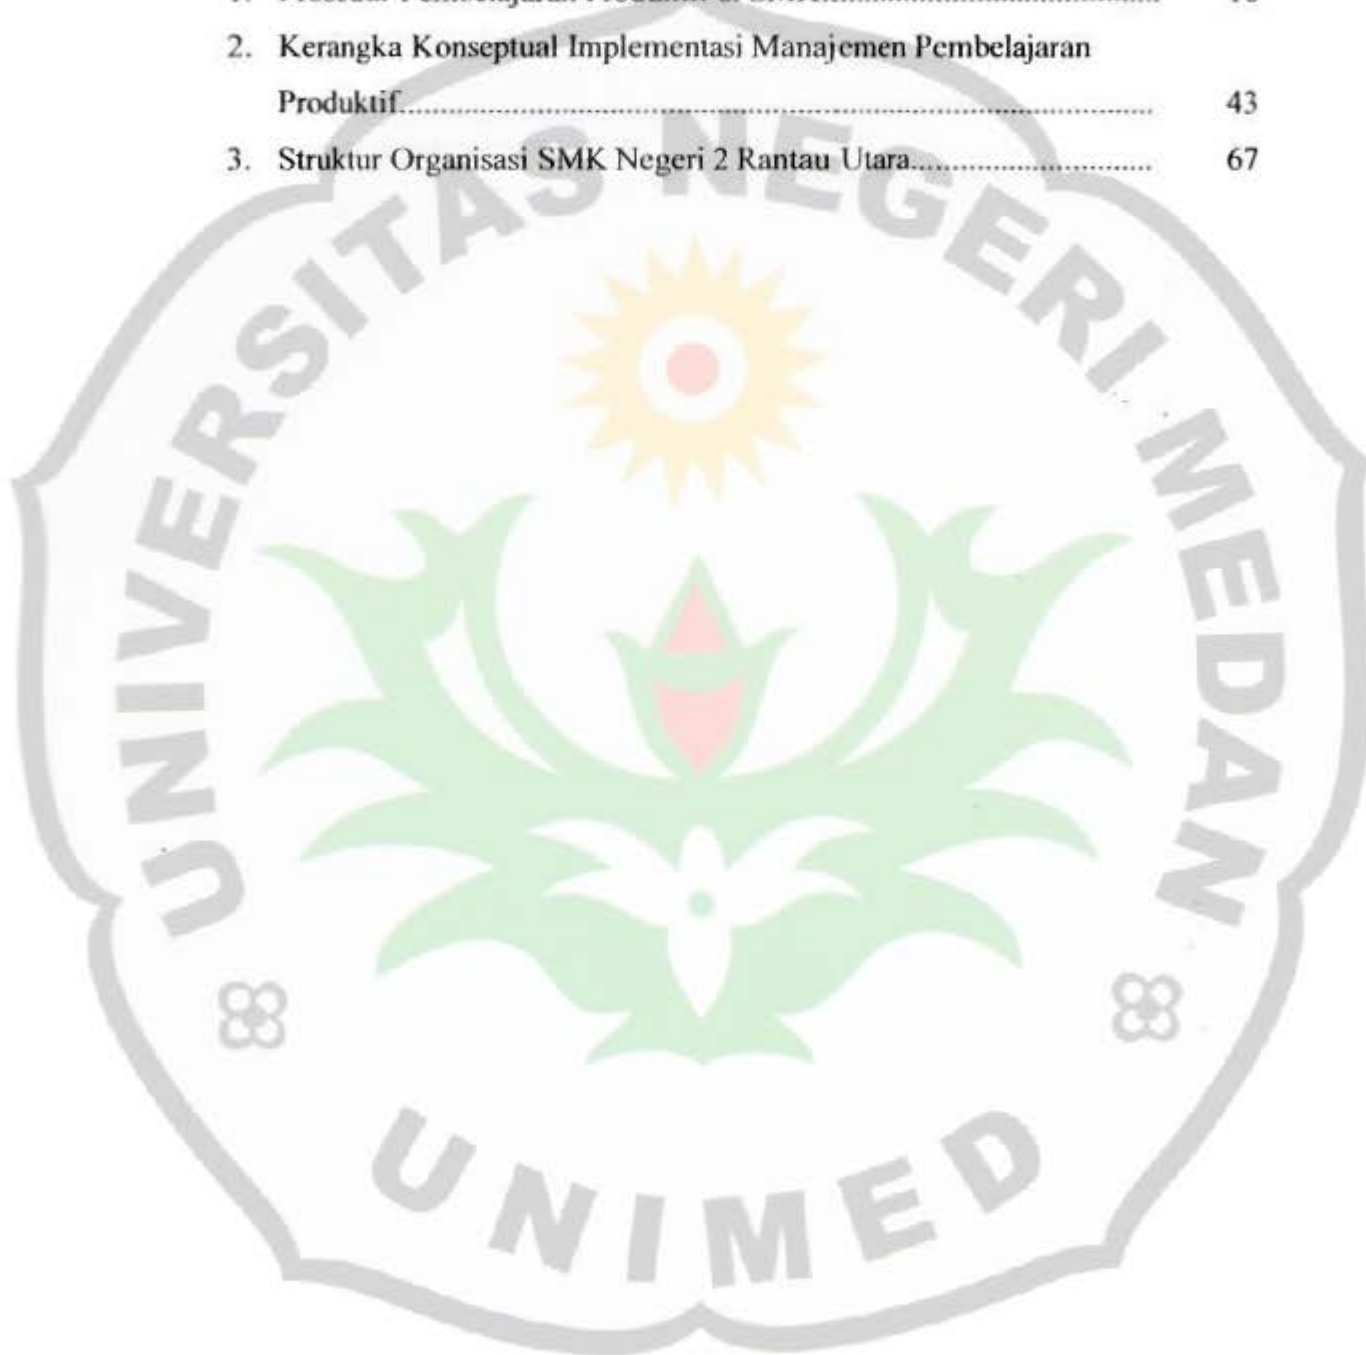 2. Kerangka Konseptual Implementasi Manajemen Pembelajaran
Produktif........................................................................... 43
3. Struktur Organisasi SMK Negeri 2 Rantau Utara........................... 67
UNIVERSITAS NEGERI MEDAN
UNIMED